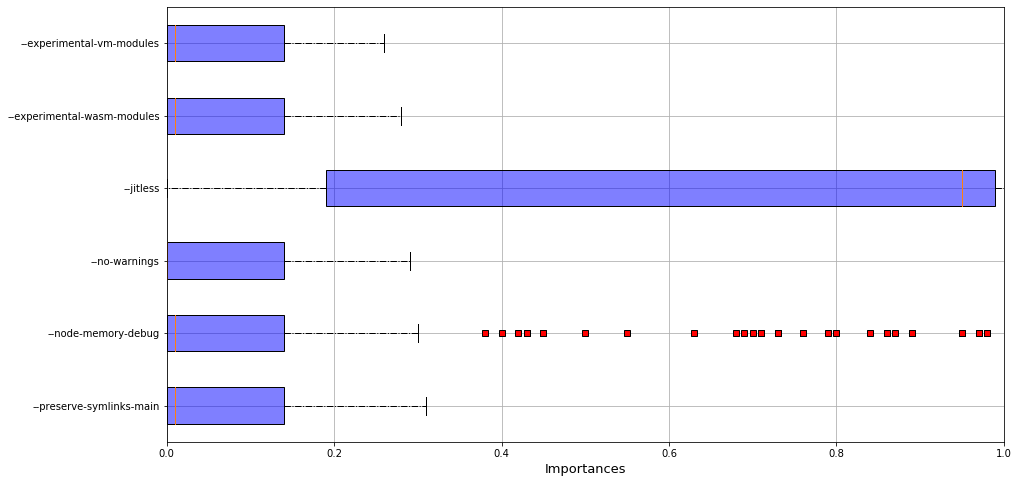 --experimental-vm-modules
--experimental-wasm-modules
--jitless
--no-warnings
--node-memory-debug
--preserve-symlinks-main
0.0 0.2 0.4 0.6 0.8 1.0
Importances